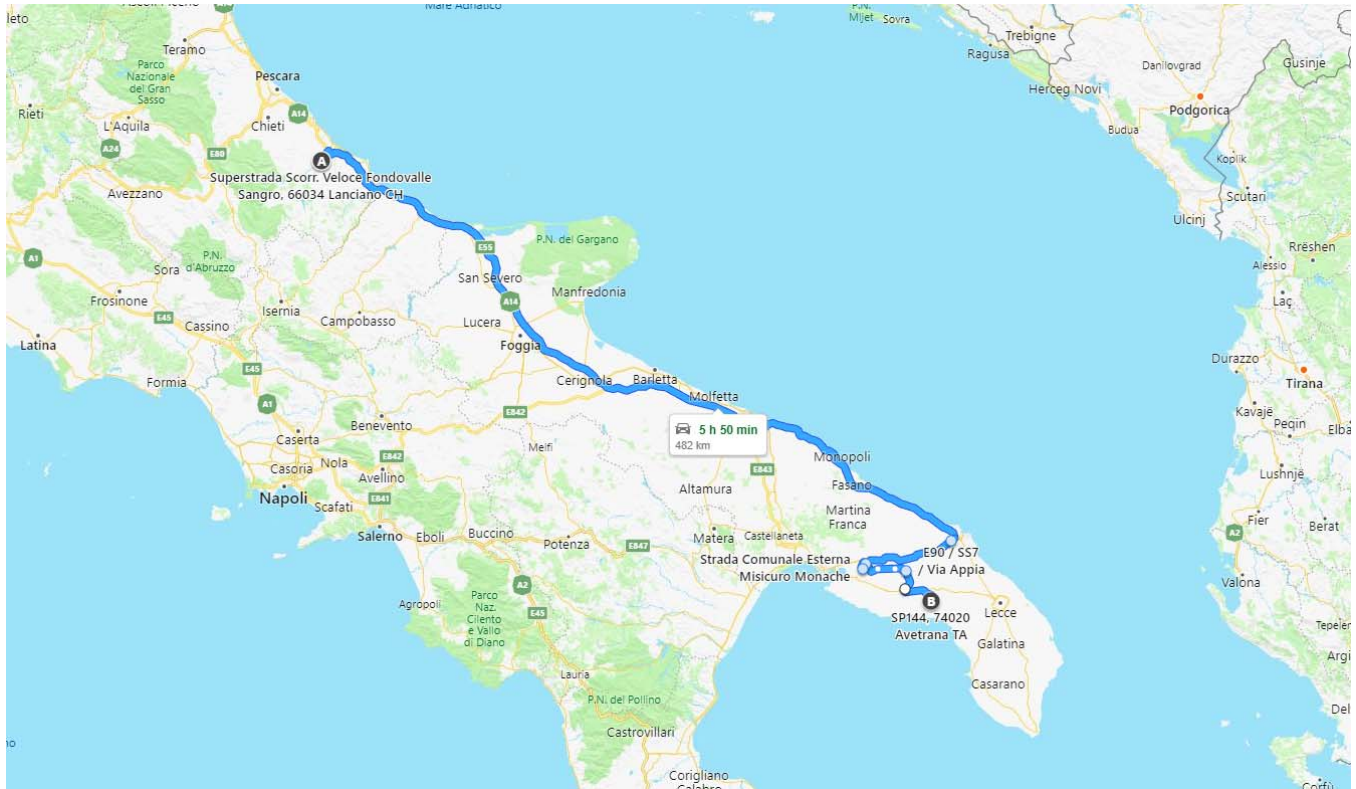 Ascoli Piceno
Mare Adriatico
P.N.
Mljet
Sovra
Trebigne
Gusinje
Teramo
Ragusa
Danilovgrad
Parco
Nazionale
del Gran
Sasso
Pescara
Herceg Novi
Podgorica
Rieti
A14
L'Aquila
Chieti
Budua
A24
E80
Koplik
A
Scutari
Superstrada Scorr. Veloce Fondovalle
Sangro, 66034 Lanciano CH
Avezzano
Ulcinj
P.N. del Gargano
E55
Rrëshen
A1
P.N.
d'Abruzzo
Alessio
Sora
San Severo
Frosinone
Isernia
Manfredonia
Laç
E45
A14
Cassino
Campobasso
Lucera
Latina
Foggia
Durazzo
E45
Tirana
Formia
Cerignola
Barletta
Molfetta
Kavajë
A1
E842
Elba
Benevento
5 h 50 min
482 km
Peqin
Caserta
Melfi
Casoria
Nola
E842
Monopoli
Avellino
E843
Lushnjë
Napoli
E841
Altamura
Fasano
Scafati
Martina
Franca
Salerno
Eboli
Buccino
Matera
Castellaneta
A2
Fier
Berat
Potenza
E847
Strada Comunale Esterna
Misicuro Monache
E90 / SS7
/ Via Appia
Valona
A2
Agropoli
Parco
Naz.
Cilento
e Vallo
di Diano
E45
B
Lecce
SP144, 74020
Avetrana TA
Galatina
Lauria
Casarano
P.N. del Pollino
Castrovillari
Corigliano
Calabro
Corfù